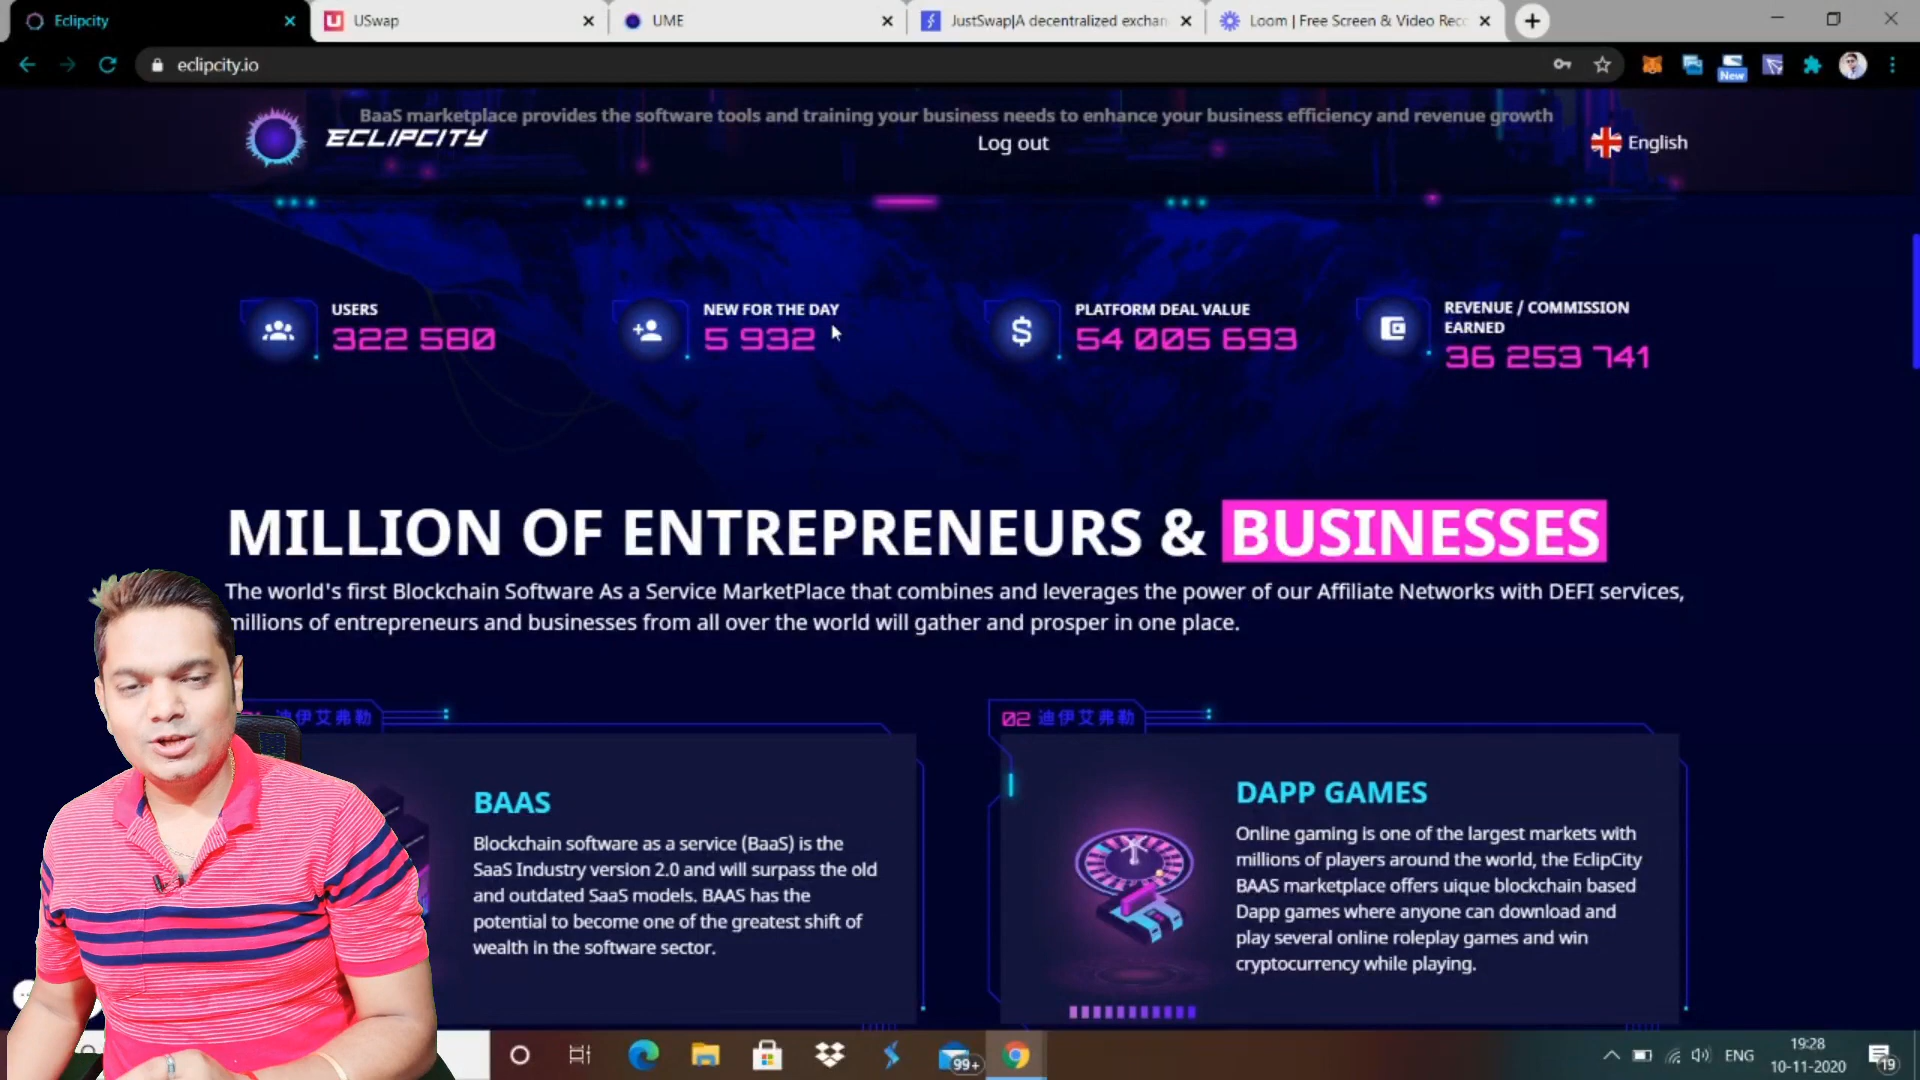 Eclipcity
USwap
UME
JustSwap|A decentralized exchan
Loom | Free Screen & Video Reco
eclipcity.io
New
BaaS marketplace provides the software tools and training your business needs to enhance your business efficiency and revenue growth
ECLIPCITY
Log out
English
USERS
322 580
NEW FOR THE DAY
5 932
PLATFORM DEAL VALUE
54 005 693
REVENUE / COMMISSION
EARNED
36 253 741
MILLION OF ENTREPRENEURS & BUSINESSES
The world's first Blockchain Software As a Service MarketPlace that combines and leverages the power of our Affiliate Networks with DEFI services,
millions of entrepreneurs and businesses from all over the world will gather and prosper in one place.
迪伊艾弗勒
BAAS
Blockchain software as a service (BaaS) is the
SaaS Industry version 2.0 and will surpass the old
and outdated SaaS models. BAAS has the
potential to become one of the greatest shift of
wealth in the software sector.
02 迪伊艾弗勒
DAPP GAMES
Online gaming is one of the largest markets with
millions of players around the world, the EclipCity
BAAS marketplace offers uique blockchain based
Dapp games where anyone can download and
play several online roleplay games and win
cryptocurrency while playing.
99+
ENG
19:28
10-11-2020
19